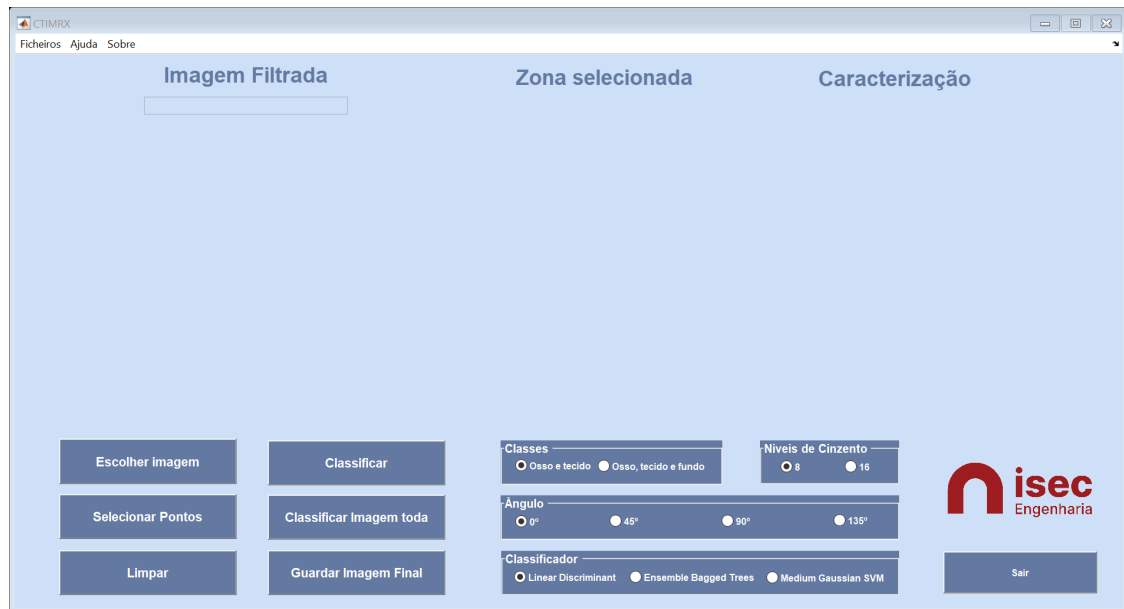 CTIMRX
Ficheiros Ajuda Sobre
Imagem Filtrada
Zona selecionada
Caracterização
Escolher imagem
Classificar
Selecionar Pontos
Classificar Imagem toda
Limpar
Guardar Imagem Final
Classes
Osso e tecido Osso, tecido e fundo
Niveis de Cinzento
8 16
Ângulo
0º 45º 90º 135º
Classificador
Linear Discriminant Ensemble Bagged Trees Medium Gaussian SVM
isec
Engenharia
Sair